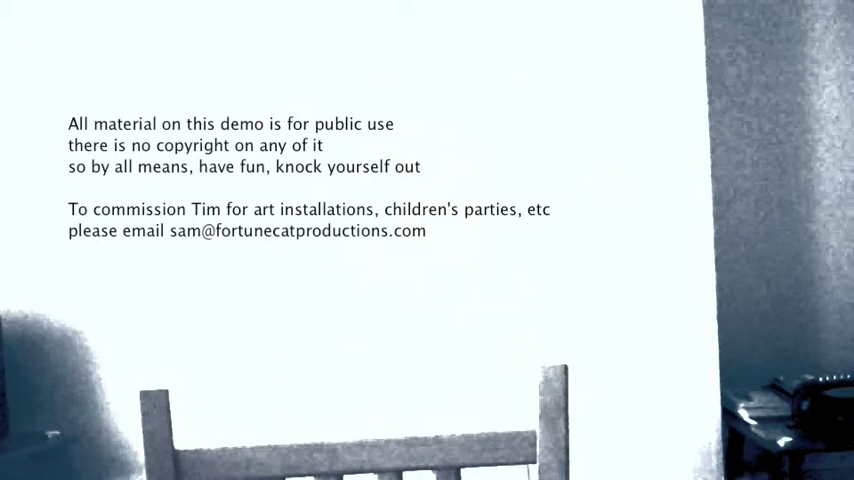 All material on this demo is for public use
there is no copyright on any of it
so by all means, have fun, knock yourself out
To commission Tim for art installations, children's parties, etc
please email sam@fortunecatproductions.com